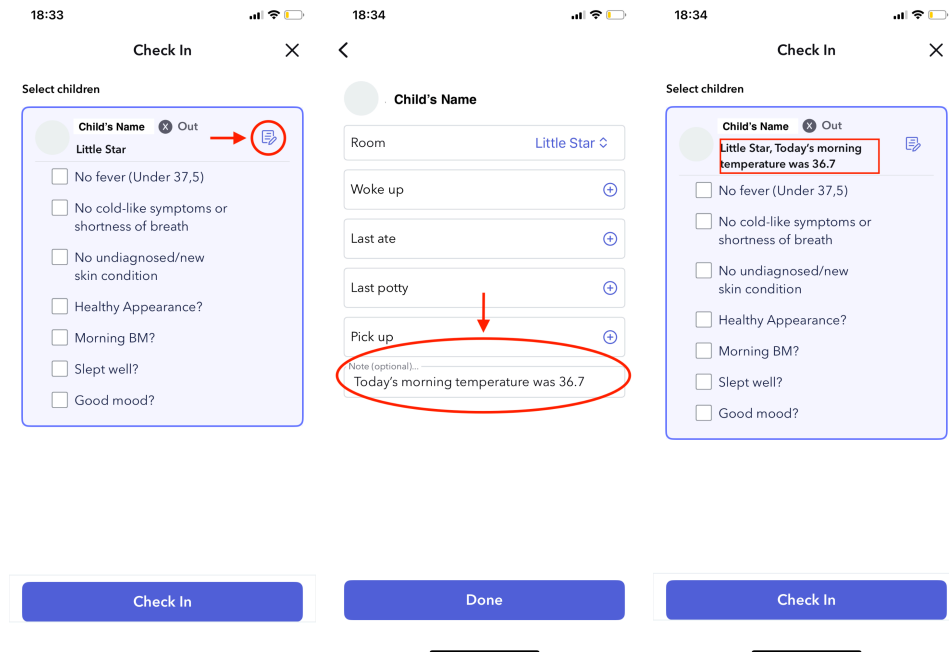 18:33
Check In
Select children
Child's Name X Out
Little Star
No fever (Under 37,5)
No cold-like symptoms or
shortness of breath
No undiagnosed/new
skin condition
Healthy Appearance?
Morning BM?
Slept well?
Good mood?
Check In
18:34
Child's Name
Room Little Star
Woke up
Last ate
Last potty
Pick up
Note (optional)...
Today's morning temperature was 36.7
Done
18:34
Check In
Select children
Child's Name X Out
Little Star, Today's morning
temperature was 36.7
No fever (Under 37,5)
No cold-like symptoms or
shortness of breath
No undiagnosed/new
skin condition
Healthy Appearance?
Morning BM?
Slept well?
Good mood?
Check In